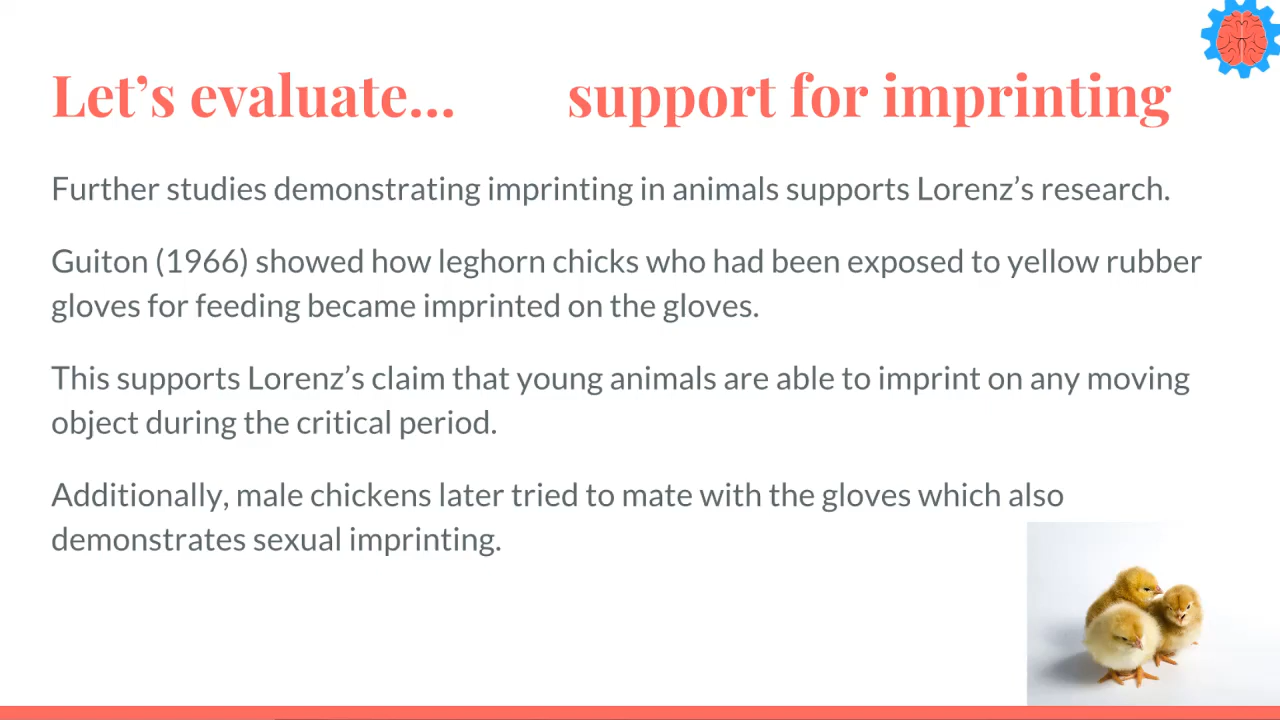 Let’s evaluate... support for imprinting
Further studies demonstrating imprinting in animals supports Lorenz’s research.
Guiton (1966) showed how leghorn chicks who had been exposed to yellow rubber
gloves for feeding became imprinted on the gloves.
This supports Lorenz’s claim that young animals are able to imprint on any moving
object during the critical period.
Additionally, male chickens later tried to mate with the gloves which also
demonstrates sexual imprinting.